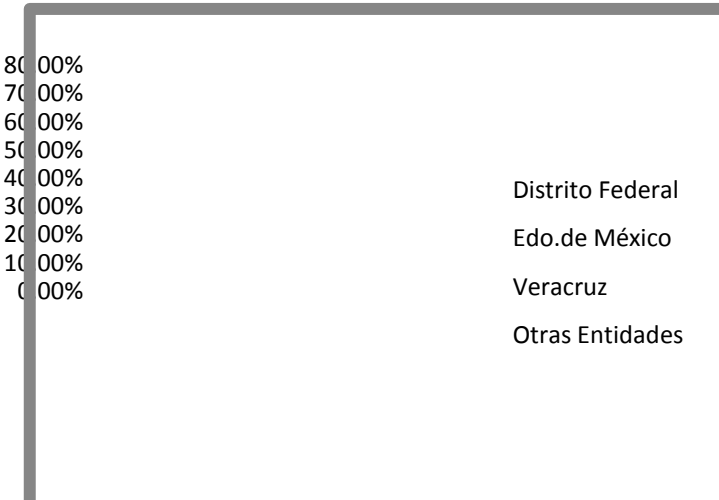 80.00%
70.00%
60.00%
50.00%
40.00%
30.00%
20.00%
10.00%
0.00%
Distrito Federal
Edo.de México
Veracruz
Otras Entidades